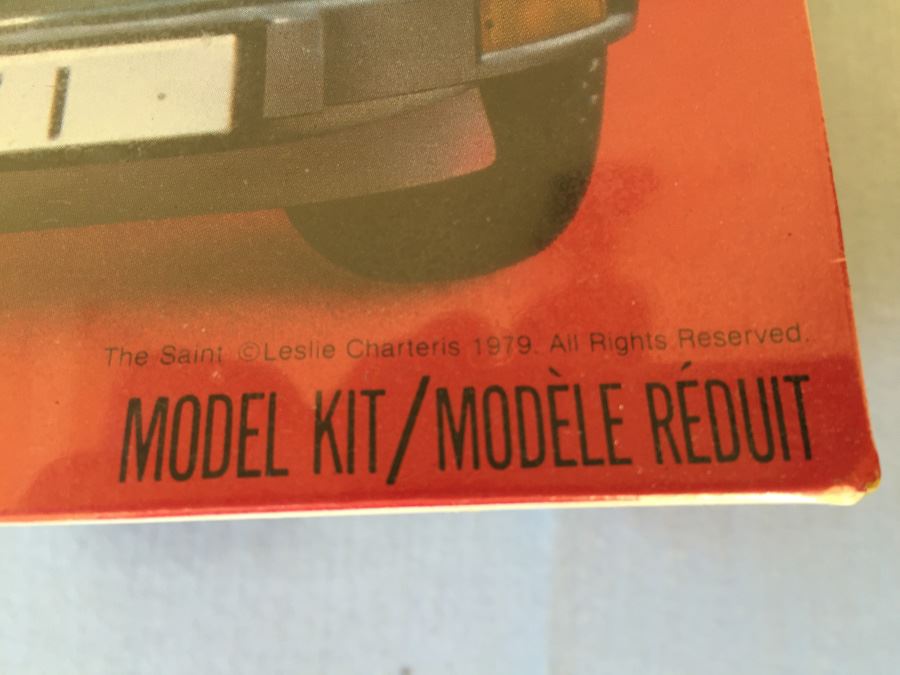 The Saint ©Leslie Charteris 1979. All Rights Reserved.
MODEL KIT/MODÈLE RÉDUIT